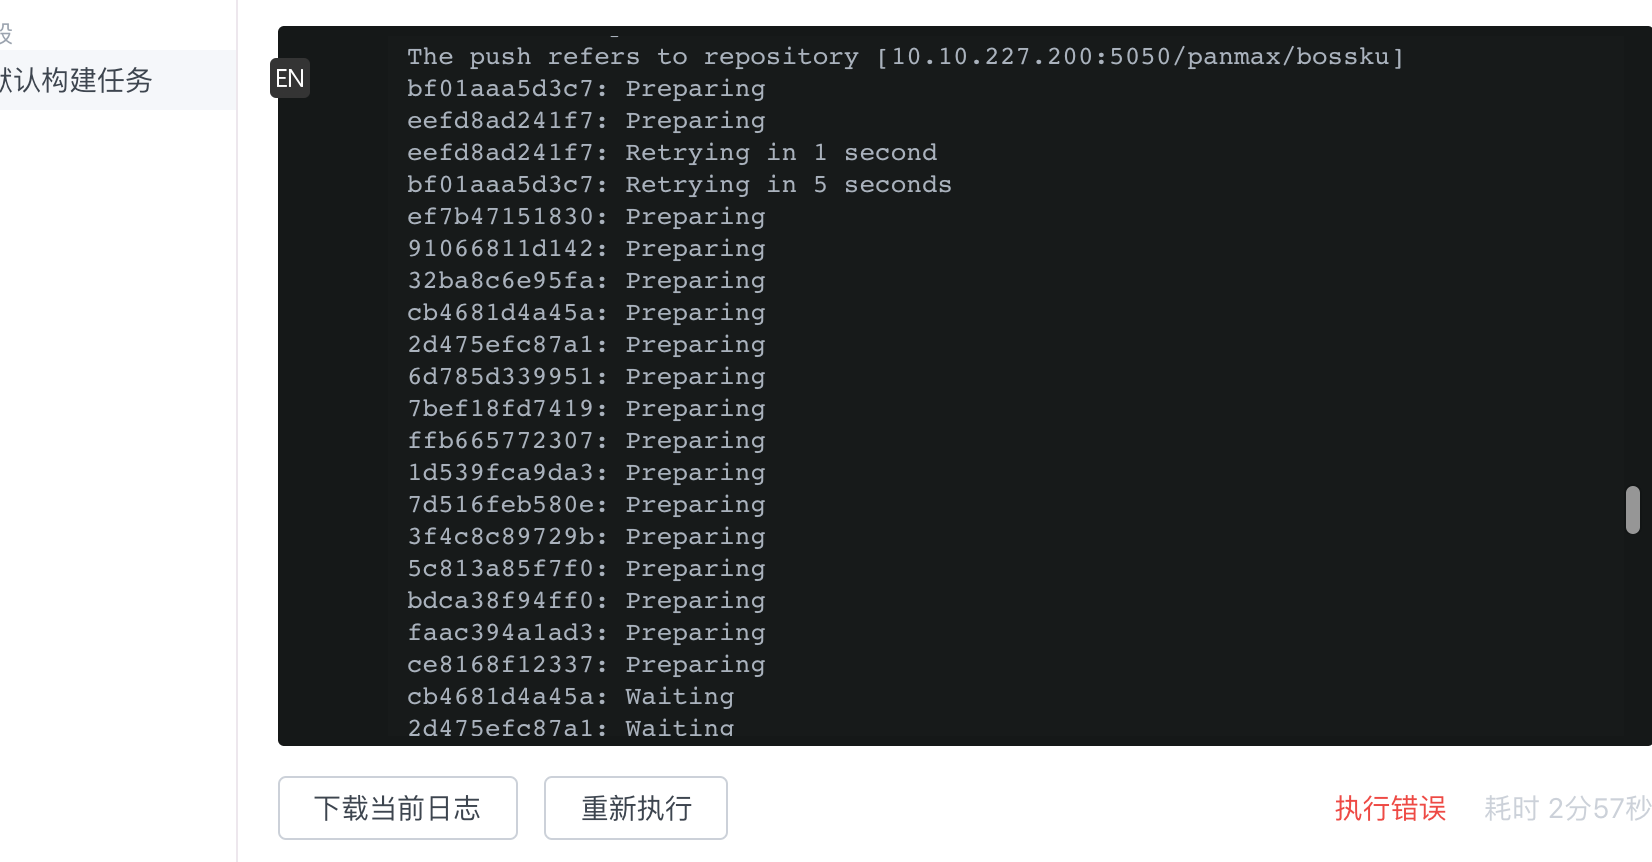 段
默认构建任务
EN
The push refers to repository [10.10.227.200:5050/panmax/bossku]
bf01aaa5d3c7: Preparing
eefd8ad241f7: Preparing
eefd8ad241f7: Retrying in 1 second
bf01aaa5d3c7: Retrying in 5 seconds
ef7b47151830: Preparing
91066811d142: Preparing
32ba8c6e95fa: Preparing
cb4681d4a45a: Preparing
2d475efc87a1: Preparing
6d785d339951: Preparing
7bef18fd7419: Preparing
ffb665772307: Preparing
1d539fca9da3: Preparing
7d516feb580e: Preparing
3f4c8c89729b: Preparing
5c813a85f7f0: Preparing
bdca38f94ff0: Preparing
faac394a1ad3: Preparing
ce8168f12337: Preparing
cb4681d4a45a: Waiting
2d475efc87a1: Waiting
下载当前日志
重新执行
执行错误
耗时 2分57秒